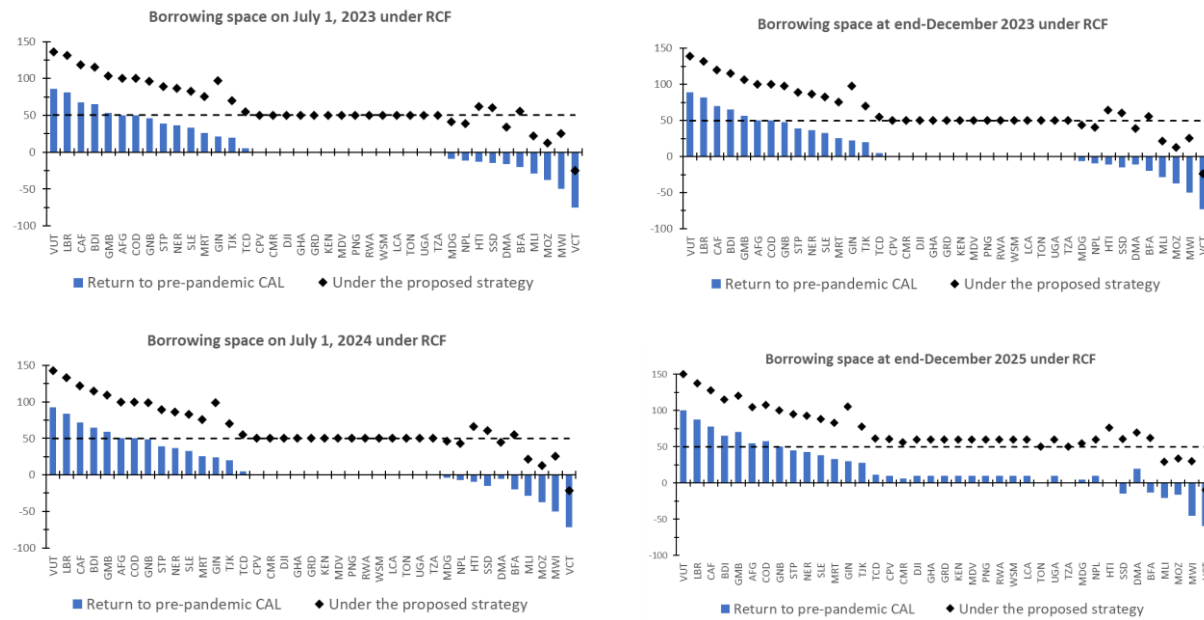 Borrowing space on July 1, 2023 under RCF
150
100
50
0
-50
-100
VUT LBR CAF BDI GMB AFG COD GNB STP NER SLE MRT GIN TJK TCD CPV CMR DJI GHA GRD KEN MDV PNG RWA WSM LCA TON UGA TZA MDG NPL HTI SSD DMA BFA MLI MOZ MWI VCT
Return to pre-pandemic CAL Under the proposed strategy
Borrowing space at end-December 2023 under RCF
150
100
50
0
-50
-100
VUT LBR CAF BDI GMB AFG COD GNB STP NER SLE MRT GIN TJK TCD CPV CMR DJI GHA GRD KEN MDV PNG RWA WSM LCA TON UGA TZA MDG NPL HTI SSD DMA BFA MLI MOZ MWI VCT
Return to pre-pandemic CAL Under the proposed strategy
Borrowing space on July 1, 2024 under RCF
150
100
50
0
-50
-100
VUT LBR CAF BDI GMB AFG COD GNB STP NER SLE MRT GIN TJK TCD CPV CMR DJI GHA GRD KEN MDV PNG RWA WSM LCA TON UGA TZA MDG NPL HTI SSD DMA BFA MLI MOZ MWI VCT
Return to pre-pandemic CAL Under the proposed strategy
Borrowing space at end-December 2025 under RCF
150
100
50
0
-50
-100
VUT LBR CAF BDI GMB AFG COD GNB STP NER SLE MRT GIN TJK TCD CPV CMR DJI GHA GRD KEN MDV PNG RWA WSM LCA TON UGA TZA MDG NPL HTI SSD DMA BFA MLI MOZ MWI
Return to pre-pandemic CAL Under the proposed strategy